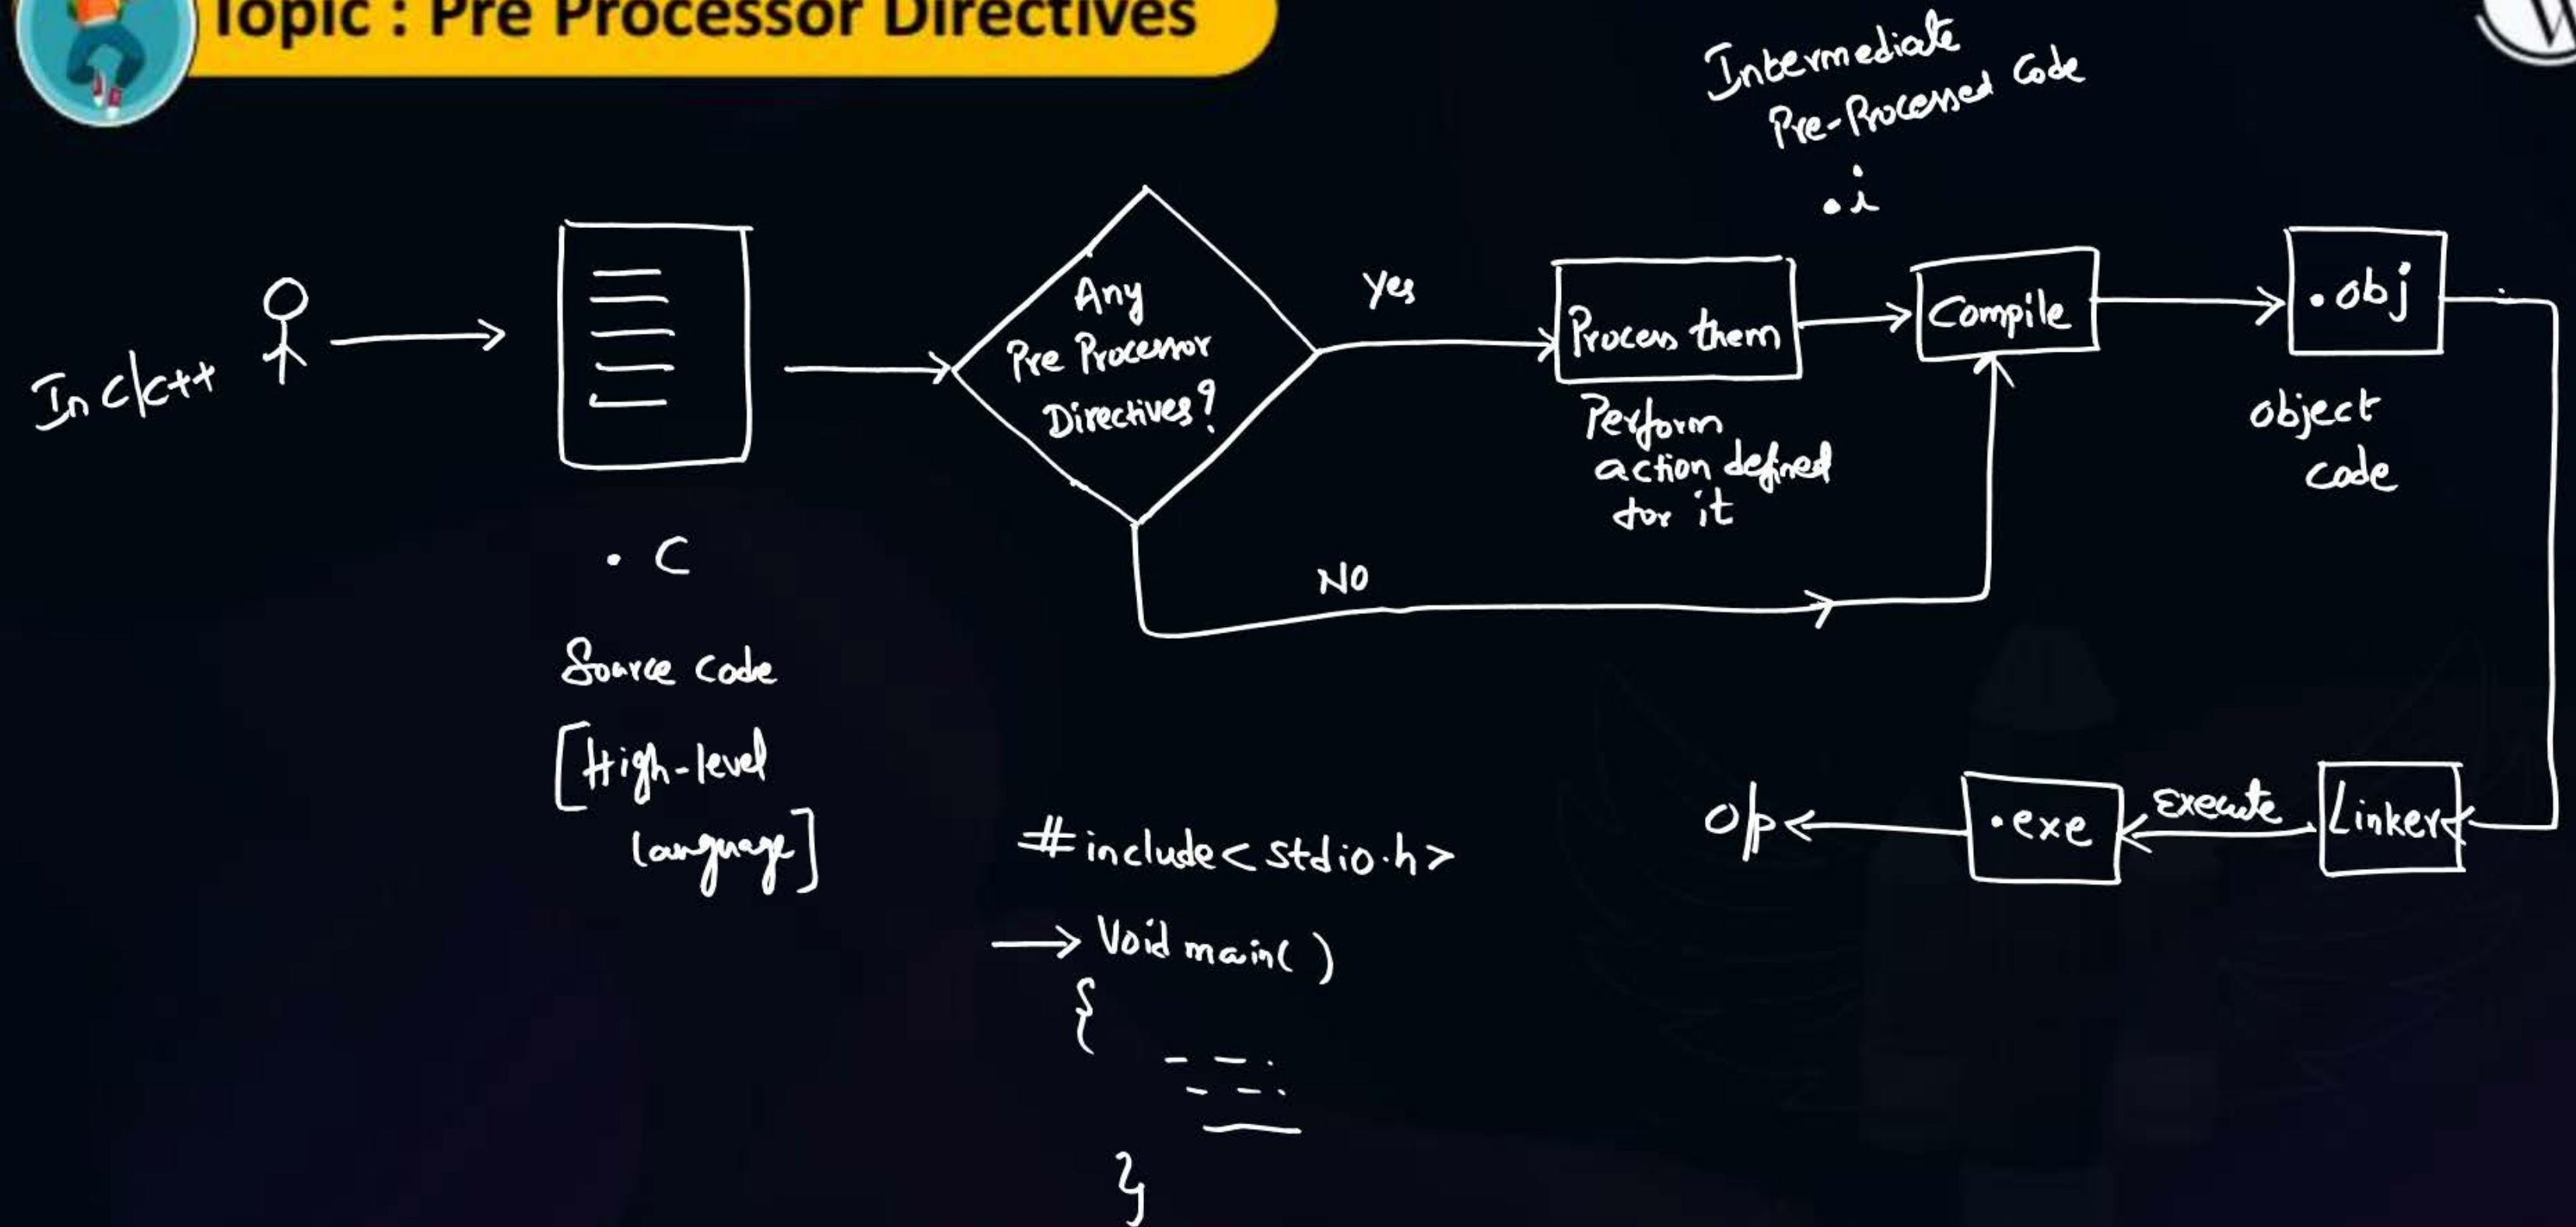 Topic : Pre Processor Directives
Intermediate
Pre-Processed Code
.i
In c/c++
Any
Pre Processor
Directives?
Yes
Process them
Compile
.obj
Perform
action defined
for it
object
code
. C
NO
Source Code
[High-level
language]
#include<stdio.h>
Void main( )
{
}
O/p
.exe
Execute
Linker